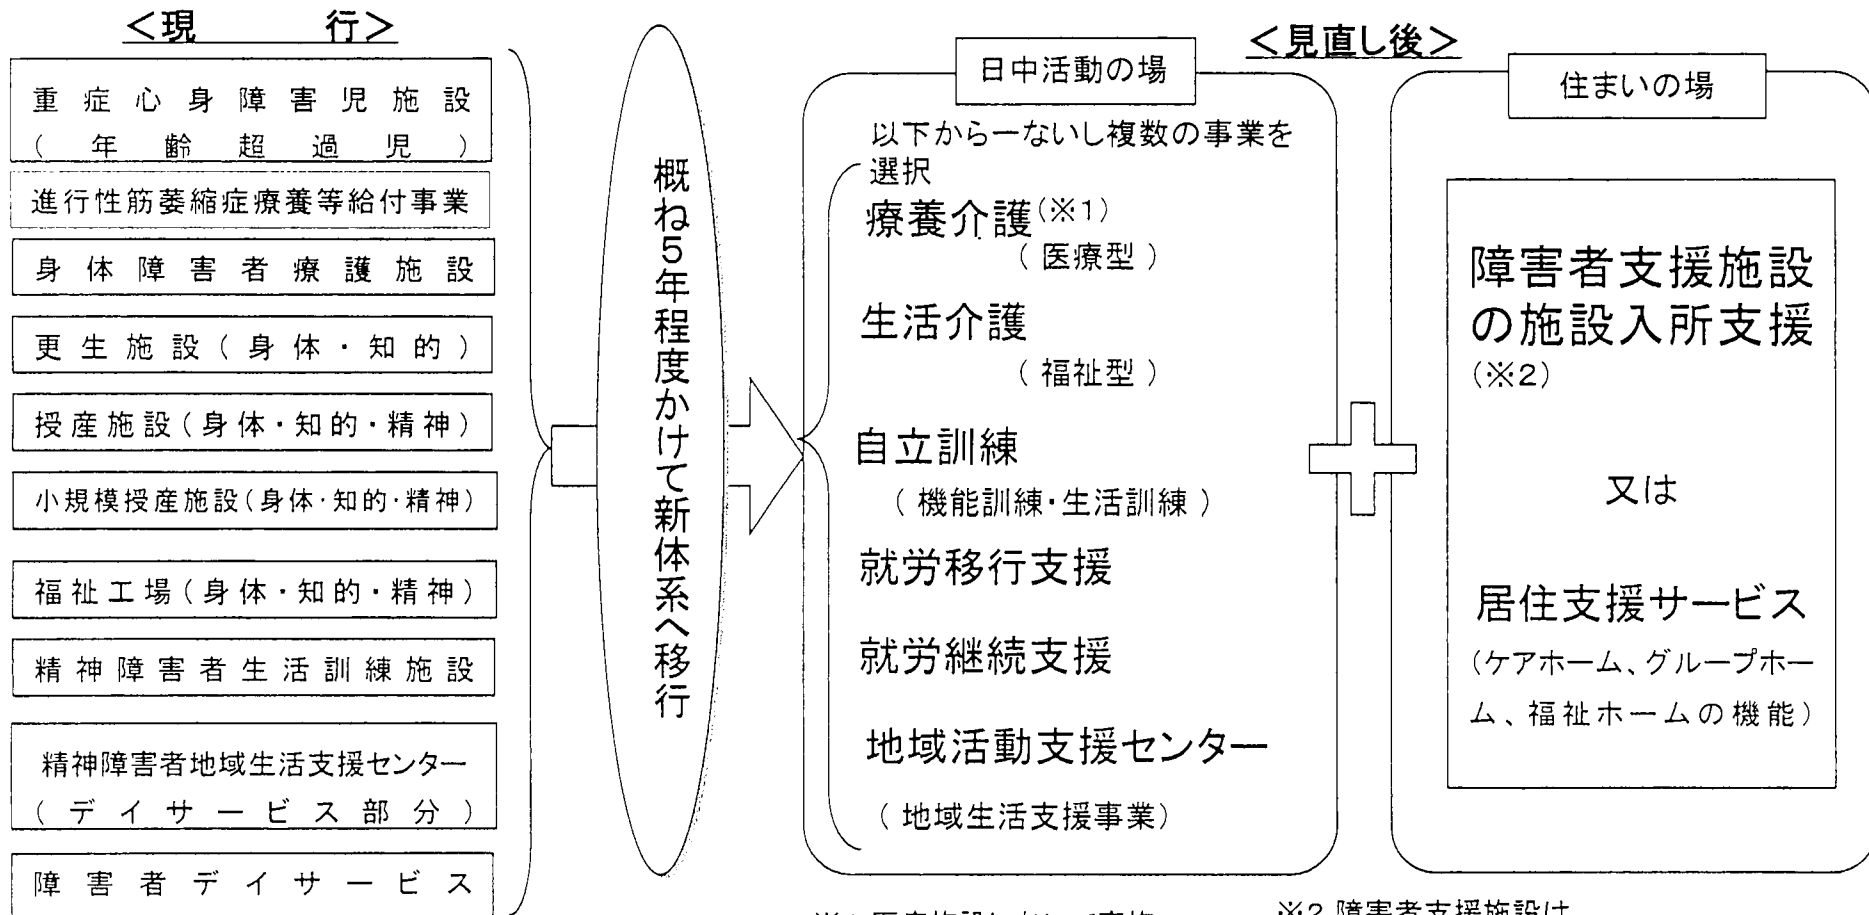 ＜現　　行＞
重症心身障害児施設
(年齢超過児)
進行性筋萎縮症療養等給付事業
身体障害者療護施設
更生施設(身体・知的)
授産施設(身体・知的・精神)
小規模授産施設(身体・知的・精神)
福祉工場(身体・知的・精神)
精神障害者生活訓練施設
精神障害者地域生活支援センター
(デイサービス部分)
障害者デイサービス
概ね5年程度かけて新体系へ移行
＜見直し後＞
日中活動の場
以下から一ないし複数の事業を
選択
療養介護(※1)
(医療型)
生活介護
(福祉型)
自立訓練
(機能訓練・生活訓練)
就労移行支援
就労継続支援
地域活動支援センター
(地域生活支援事業)
住まいの場
障害者支援施設
の施設入所支援
(※2)
又は
居住支援サービス
(ケアホーム、グループホー
ム、福祉ホームの機能)
※2 障害者支援施設は